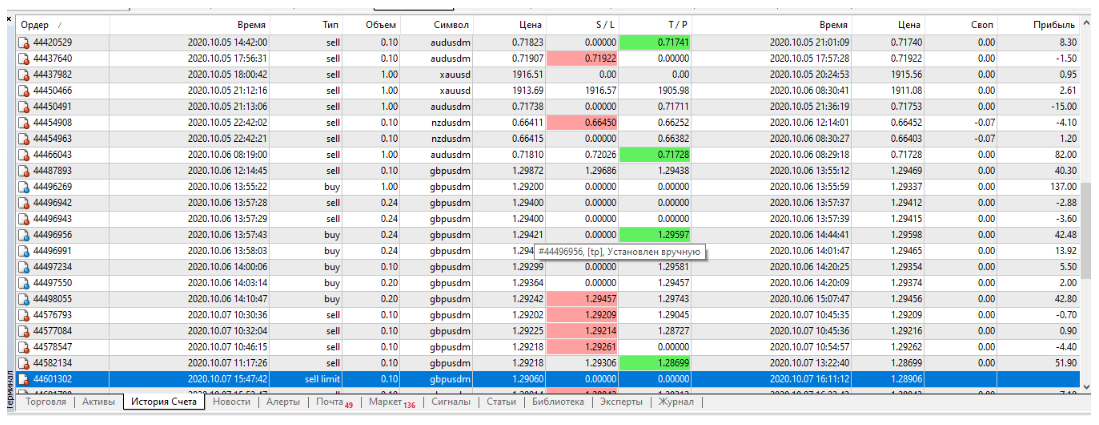 Ордер / Время Тип Объем Символ Цена S / L T / P Время Цена Своп Прибыль
44420529 2020.10.05 14:42:00 sell 0.10 audusdm 0.71823 0.00000 0.71741 2020.10.05 21:01:09 0.71740 0.00 8.30
44437640 2020.10.05 17:56:31 sell 0.10 audusdm 0.71907 0.71922 0.00000 2020.10.05 17:57:28 0.71922 0.00 -1.50
44437982 2020.10.05 18:00:42 sell 1.00 xauusd 1916.51 0.00 0.00 2020.10.05 20:24:53 1915.56 0.00 0.95
44450466 2020.10.05 21:12:16 sell 1.00 xauusd 1913.69 1916.57 1905.98 2020.10.06 08:30:41 1911.08 0.00 2.61
44450491 2020.10.05 21:13:06 sell 1.00 audusdm 0.71738 0.00000 0.71711 2020.10.05 21:36:19 0.71753 0.00 -15.00
44454908 2020.10.05 22:42:02 sell 0.10 nzdusdm 0.66411 0.66450 0.66252 2020.10.06 12:14:01 0.66452 -0.07 -4.10
44454963 2020.10.05 22:42:21 sell 0.10 nzdusdm 0.66415 0.00000 0.66382 2020.10.06 08:30:27 0.66403 -0.07 1.20
44466043 2020.10.06 08:19:00 sell 1.00 audusdm 0.71810 0.72026 0.71728 2020.10.06 08:29:18 0.71728 0.00 82.00
44487893 2020.10.06 12:14:45 sell 0.10 gbpusdm 1.29872 1.29686 1.29438 2020.10.06 13:55:12 1.29469 0.00 40.30
44496269 2020.10.06 13:55:22 buy 1.00 gbpusdm 1.29200 0.00000 0.00000 2020.10.06 13:55:59 1.29337 0.00 137.00
44496942 2020.10.06 13:57:28 sell 0.24 gbpusdm 1.29400 0.00000 0.00000 2020.10.06 13:57:37 1.29412 0.00 -2.88
44496943 2020.10.06 13:57:29 sell 0.24 gbpusdm 1.29400 0.00000 0.00000 2020.10.06 13:57:39 1.29415 0.00 -3.60
44496956 2020.10.06 13:57:43 buy 0.24 gbpusdm 1.29421 0.00000 1.29597 2020.10.06 14:44:41 1.29598 0.00 42.48
44496991 2020.10.06 13:58:03 buy 0.24 gbpusdm 1.294 #44496956, [tp], Установлен вручную 2020.10.06 14:01:47 1.29465 0.00 13.92
44497234 2020.10.06 14:00:06 buy 0.10 gbpusdm 1.29299 0.00000 1.29581 2020.10.06 14:20:25 1.29354 0.00 5.50
44497550 2020.10.06 14:03:14 buy 0.20 gbpusdm 1.29364 0.00000 1.29457 2020.10.06 14:20:09 1.29374 0.00 2.00
44498055 2020.10.06 14:10:47 buy 0.20 gbpusdm 1.29242 1.29457 1.29743 2020.10.06 15:07:47 1.29456 0.00 42.80
44576793 2020.10.07 10:30:36 sell 0.10 gbpusdm 1.29202 1.29209 1.29045 2020.10.07 10:45:35 1.29209 0.00 -0.70
44577084 2020.10.07 10:32:04 sell 0.10 gbpusdm 1.29225 1.29214 1.28727 2020.10.07 10:45:36 1.29216 0.00 0.90
44578547 2020.10.07 10:46:15 sell 0.10 gbpusdm 1.29218 1.29261 0.00000 2020.10.07 10:54:57 1.29262 0.00 -4.40
44582134 2020.10.07 11:17:26 sell 0.10 gbpusdm 1.29218 1.29306 1.28699 2020.10.07 13:22:40 1.28699 0.00 51.90
44601302 2020.10.07 15:47:42 sell limit 0.10 gbpusdm 1.29060 0.00000 0.00000 2020.10.07 16:11:12 1.28906
Терминал
Торговля | Активы | История Счета | Новости | Алерты | Почта 49 | Маркет 136 | Сигналы | Статьи | Библиотека | Эксперты | Журнал |